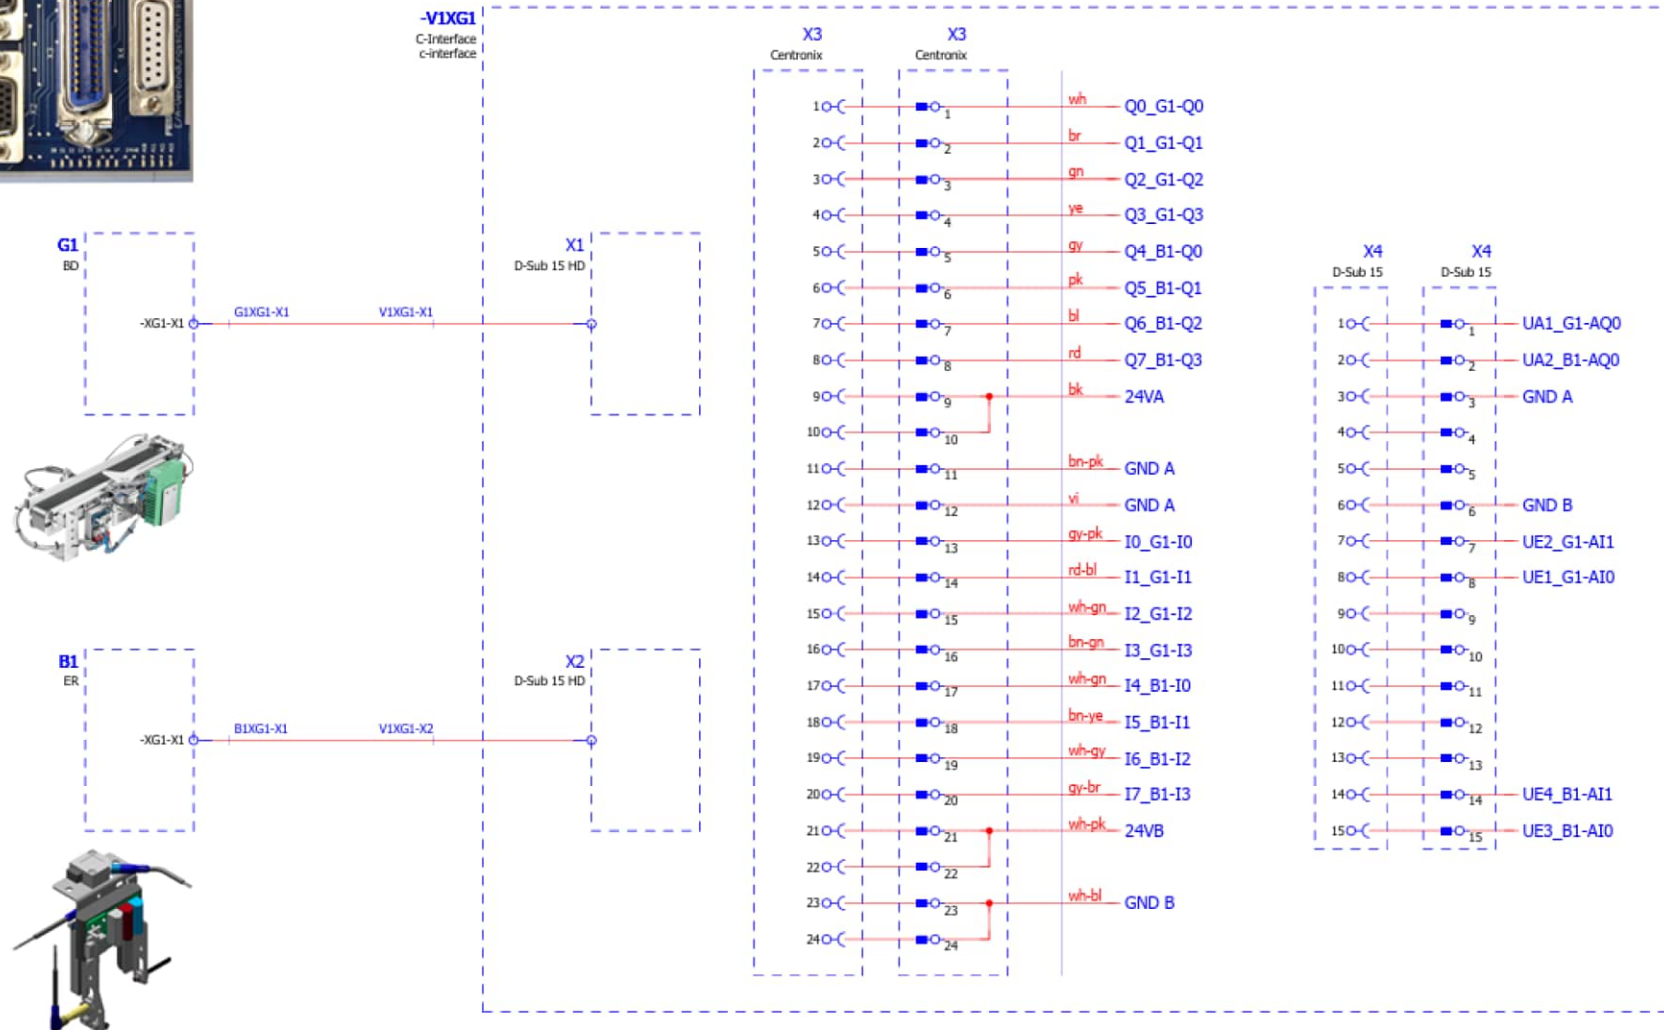 -V1XG1
C-Interface
c-interface
X3
Centronix
X3
Centronix
1 1 wh Q0_G1-Q0
2 2 br Q1_G1-Q1
3 3 gn Q2_G1-Q2
4 4 ye Q3_G1-Q3
5 5 gy Q4_B1-Q0
6 6 pk Q5_B1-Q1
7 7 bl Q6_B1-Q2
8 8 rd Q7_B1-Q3
9 9 bk 24VA
10 10
11 11 bn-pk GND A
12 12 vi GND A
13 13 gy-pk I0_G1-I0
14 14 rd-bl I1_G1-I1
15 15 wh-gn I2_G1-I2
16 16 bn-gn I3_G1-I3
17 17 wh-gn I4_B1-I0
18 18 bn-ye I5_B1-I1
19 19 wh-gy I6_B1-I2
20 20 gy-br I7_B1-I3
21 21 wh-pk 24VB
22 22
23 23 wh-bl GND B
24 24
G1
BD
-XG1-X1
G1XG1-X1
V1XG1-X1
X1
D-Sub 15 HD
B1
ER
-XG1-X1
B1XG1-X1
V1XG1-X2
X2
D-Sub 15 HD
X4
D-Sub 15
X4
D-Sub 15
1 1 UA1_G1-AQ0
2 2 UA2_B1-AQ0
3 3 GND A
4 4
5 5
6 6 GND B
7 7 UE2_G1-AI1
8 8 UE1_G1-AI0
9 9
10 10
11 11
12 12
13 13
14 14 UE4_B1-AI1
15 15 UE3_B1-AI0
X3
X4
X2